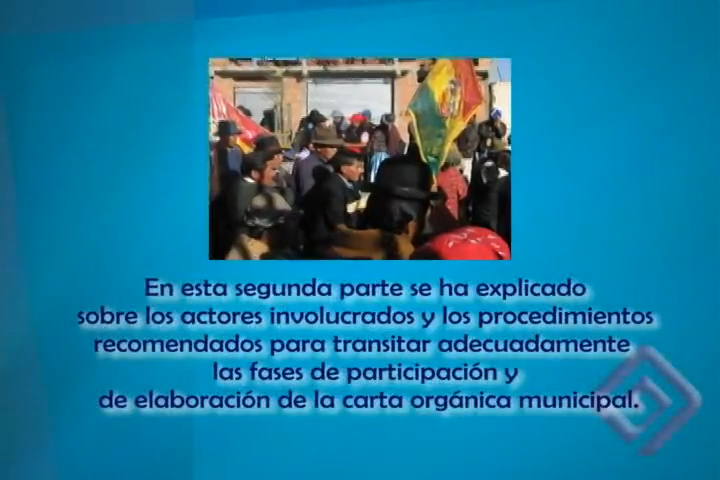 En esta segunda parte se ha explicado
sobre los actores involucrados y los procedimientos
recomendados para transitar adecuadamente
las fases de participación y
de elaboración de la carta orgánica municipal.